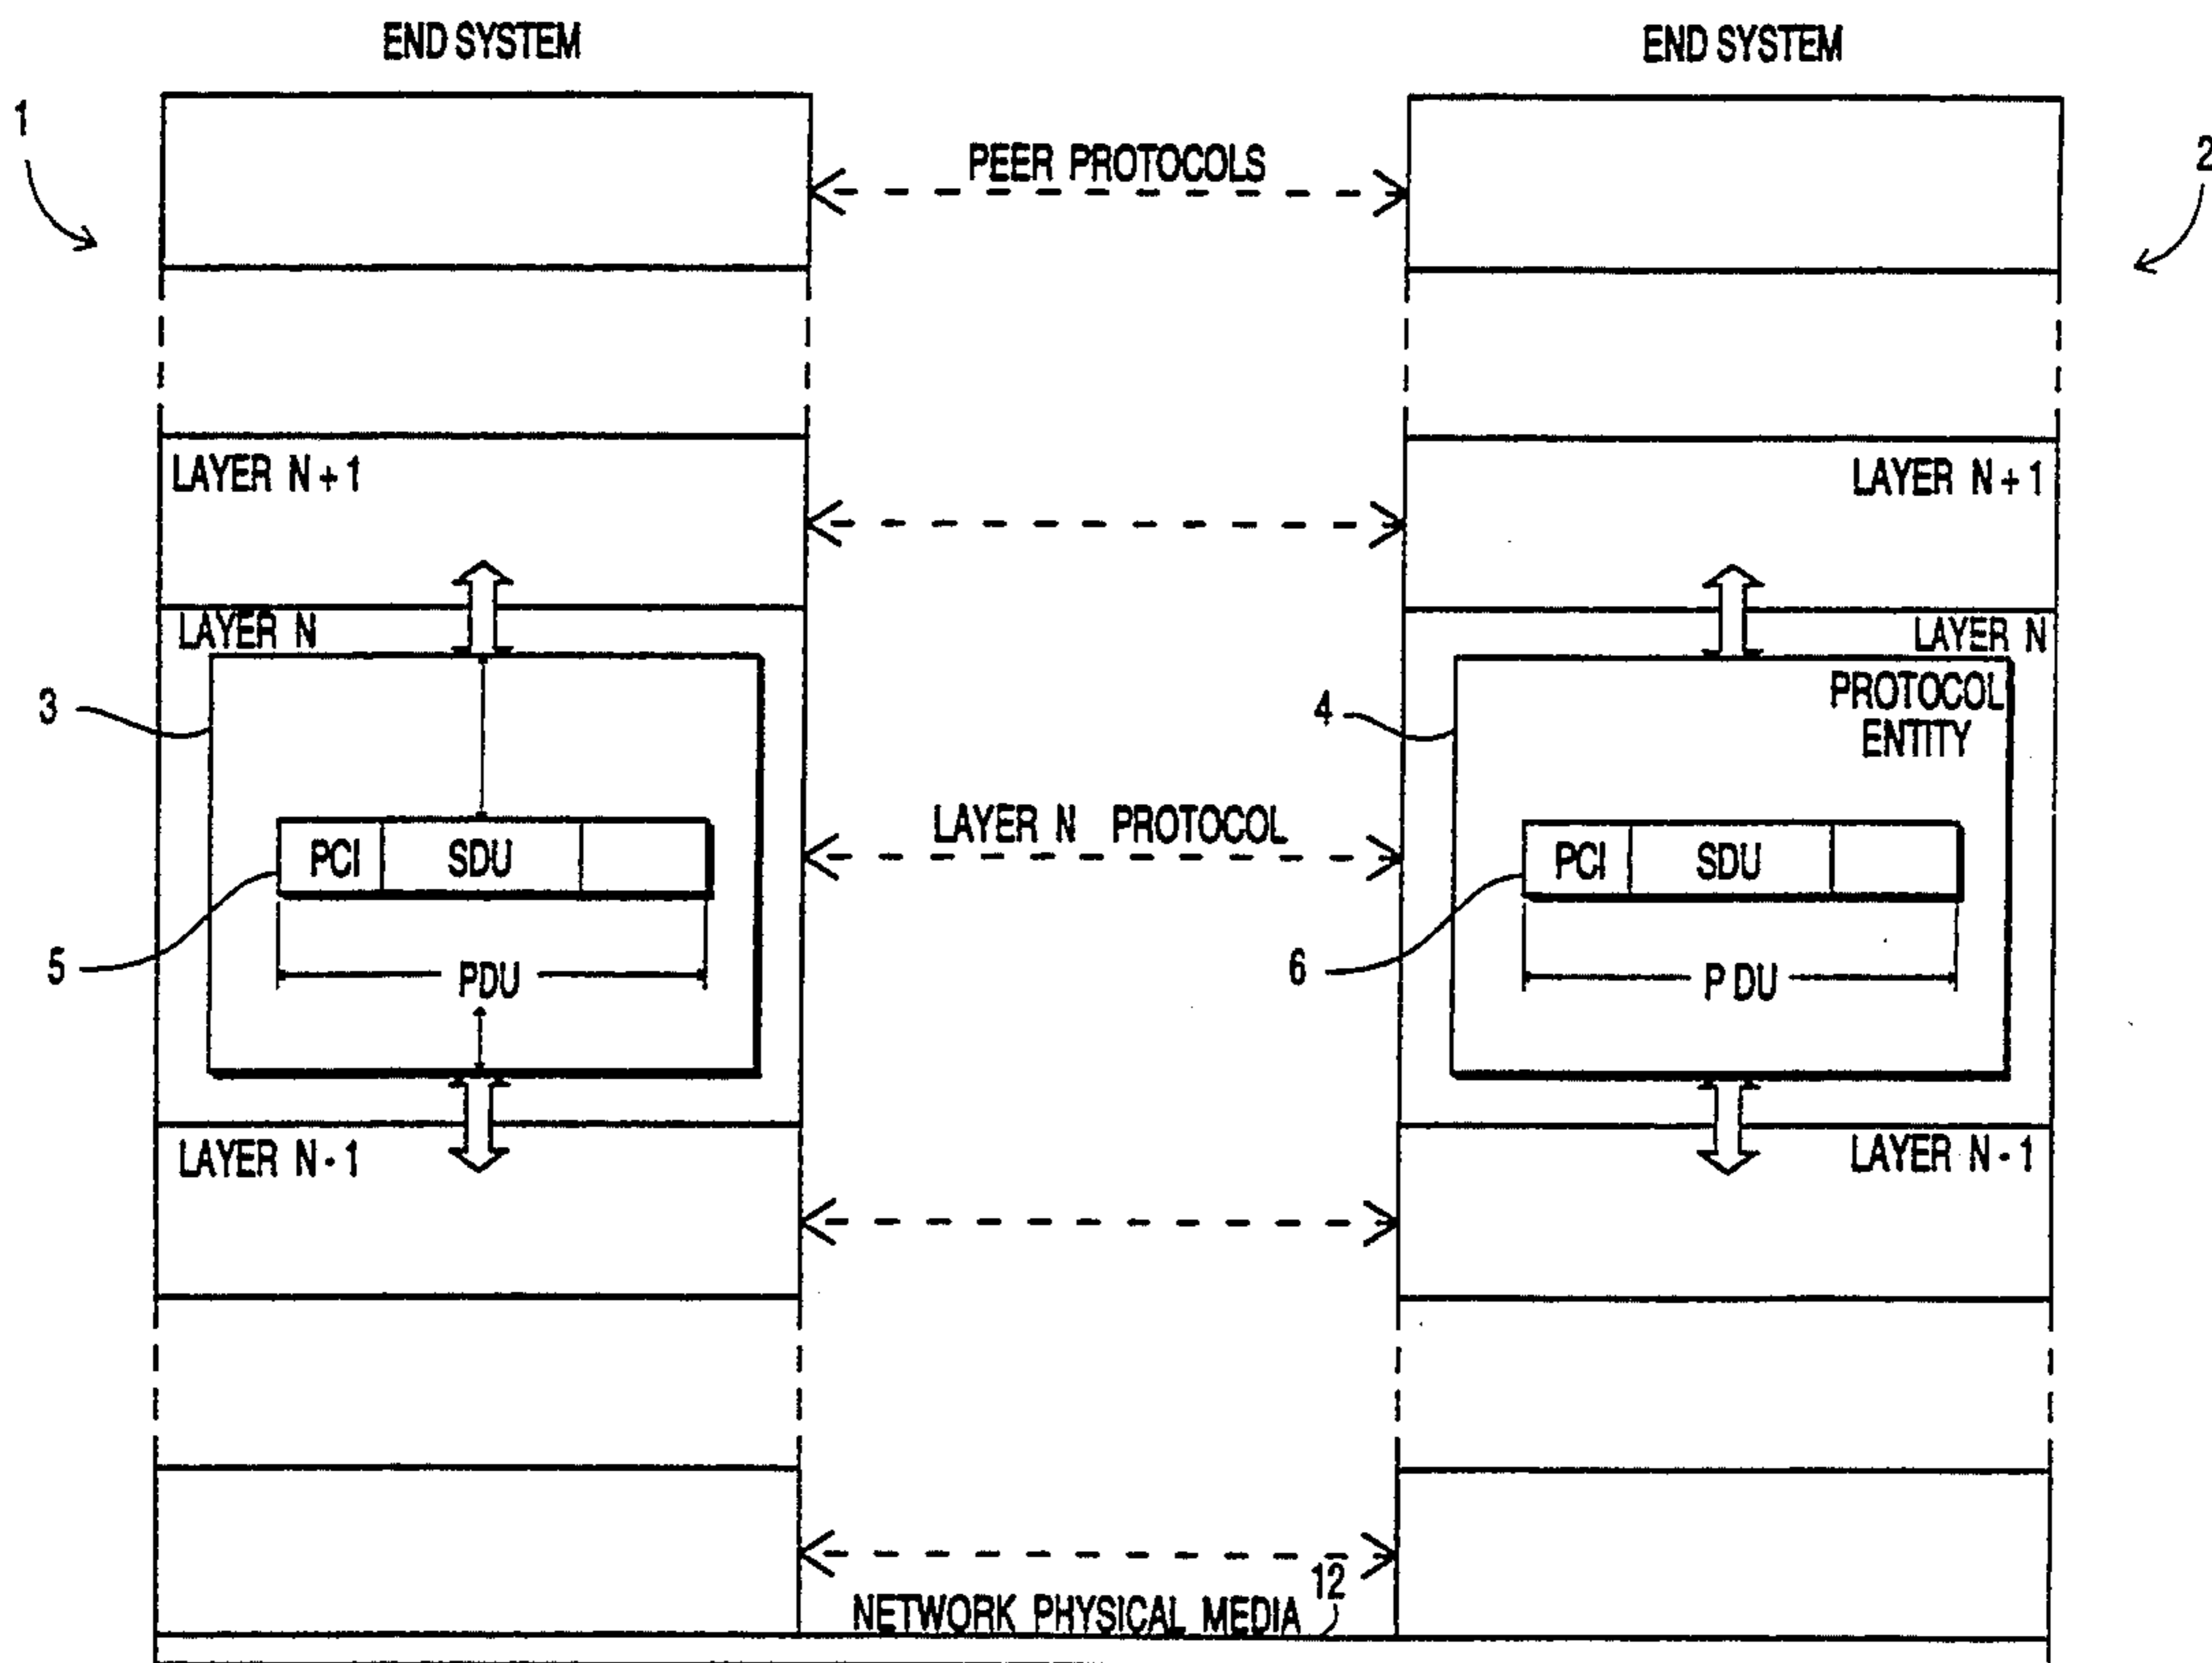 END SYSTEM
END SYSTEM
1
2
PEER PROTOCOLS
LAYER N + 1
LAYER N + 1
LAYER N
LAYER N
3
4
PROTOCOL
ENTITY
PCI SDU
LAYER N PROTOCOL
PCI SDU
5
PDU
6
P DU
LAYER N - 1
LAYER N - 1
12
NETWORK PHYSICAL MEDIA